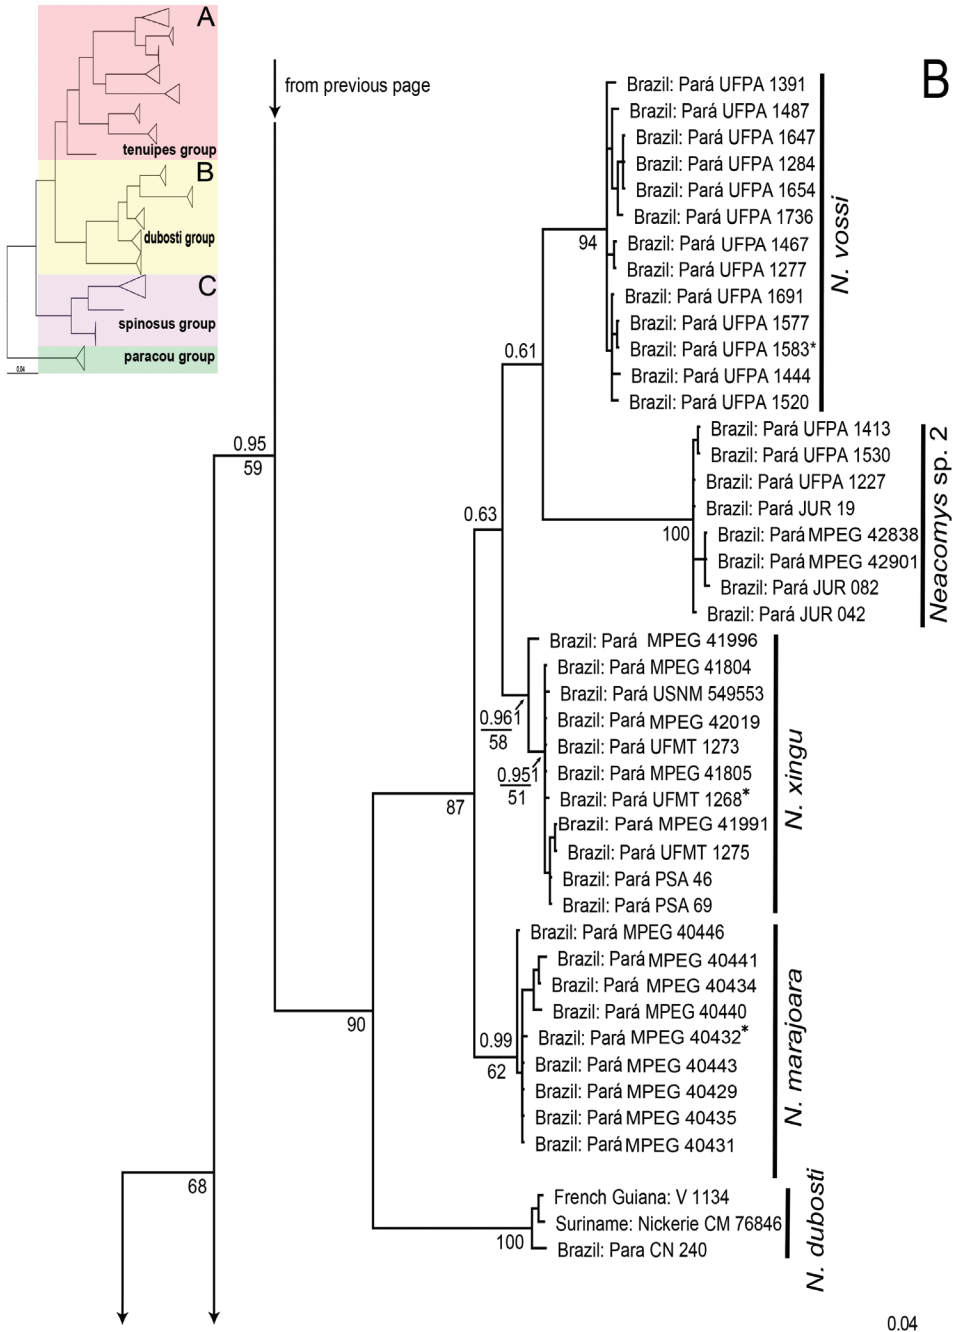 A
tenuipes group
B
dubosti group
C
spinosus group
paracou group
0.04
from previous page
B
Brazil: Pará UFPA 1391
Brazil: Pará UFPA 1487
Brazil: Pará UFPA 1647
Brazil: Pará UFPA 1284
Brazil: Pará UFPA 1654
Brazil: Pará UFPA 1736
94
Brazil: Pará UFPA 1467
Brazil: Pará UFPA 1277
Brazil: Pará UFPA 1691
Brazil: Pará UFPA 1577
Brazil: Pará UFPA 1583*
Brazil: Pará UFPA 1444
Brazil: Pará UFPA 1520
N. vossi
0.61
Brazil: Pará UFPA 1413
Brazil: Pará UFPA 1530
Brazil: Pará UFPA 1227
Brazil: Pará JUR 19
100
Brazil: Pará MPEG 42838
Brazil: Pará MPEG 42901
Brazil: Pará JUR 082
Brazil: Pará JUR 042
Neacomys sp. 2
0.95
59
0.63
Brazil: Pará MPEG 41996
Brazil: Pará MPEG 41804
Brazil: Pará USNM 549553
Brazil: Pará MPEG 42019
Brazil: Pará UFMT 1273
Brazil: Pará MPEG 41805
Brazil: Pará UFMT 1268*
Brazil: Pará MPEG 41991
Brazil: Pará UFMT 1275
Brazil: Pará PSA 46
Brazil: Pará PSA 69
N. xingu
0.961
58
0.951
51
87
Brazil: Pará MPEG 40446
Brazil: Pará MPEG 40441
Brazil: Pará MPEG 40434
Brazil: Pará MPEG 40440
Brazil: Pará MPEG 40432*
Brazil: Pará MPEG 40443
Brazil: Pará MPEG 40429
Brazil: Pará MPEG 40435
Brazil: Pará MPEG 40431
N. marajoara
0.99
62
90
68
French Guiana: V 1134
Suriname: Nickerie CM 76846
Brazil: Para CN 240
100
N. dubosti
0.04